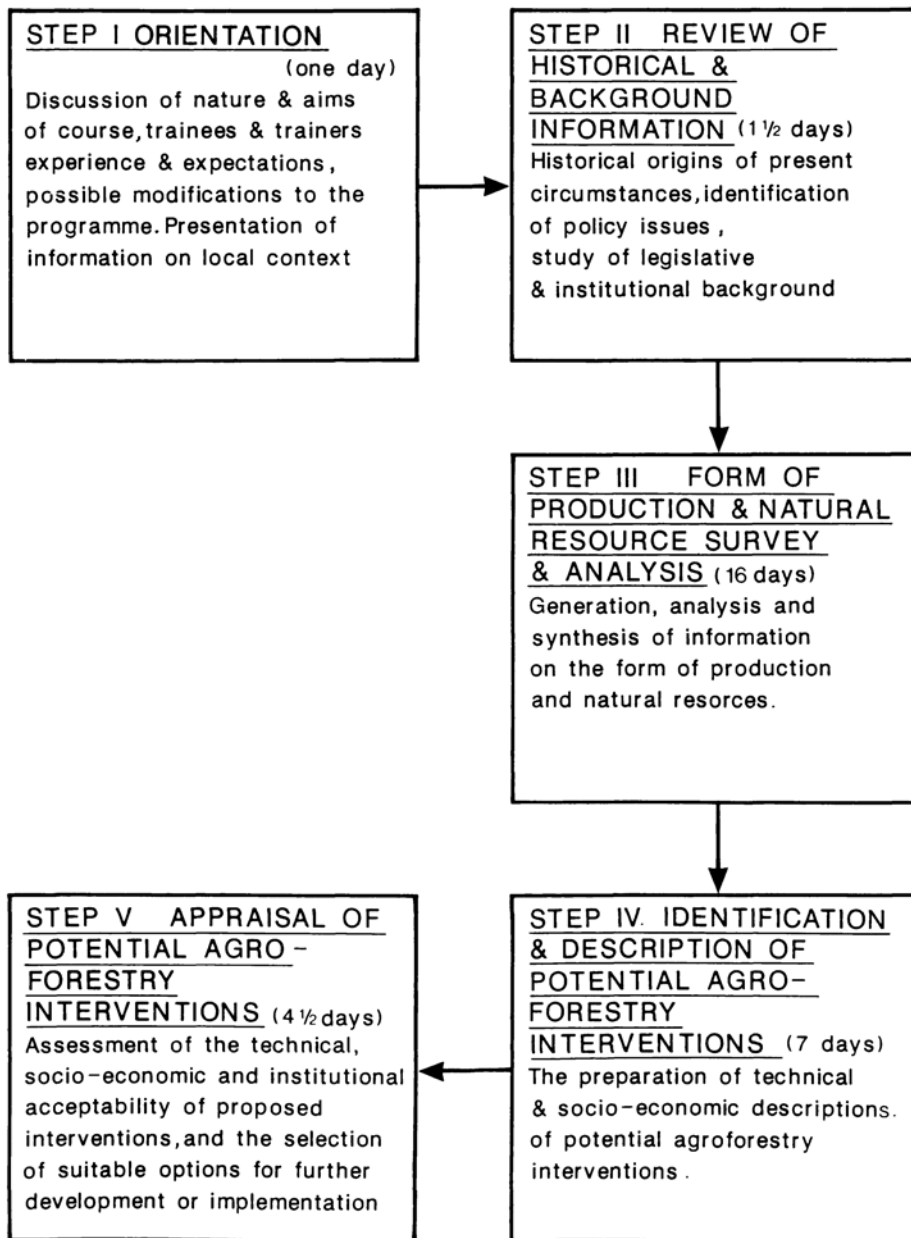 STEP I ORIENTATION
(one day)
Discussion of nature & aims
of course, trainees & trainers
experience & expectations,
possible modifications to the
programme. Presentation of
information on local context
STEP II REVIEW OF
HISTORICAL &
BACKGROUND
INFORMATION (1½ days)
Historical origins of present
circumstances, identification
of policy issues ,
study of legislative
& institutional background
STEP III FORM OF
PRODUCTION & NATURAL
RESOURCE SURVEY
& ANALYSIS (16 days)
Generation, analysis and
synthesis of information
on the form of production
and natural resorces.
STEP IV. IDENTIFICATION
& DESCRIPTION OF
POTENTIAL AGRO-
FORESTRY
INTERVENTIONS (7 days)
The preparation of technical
& socio-economic descriptions.
of potential agroforestry
interventions .
STEP V APPRAISAL OF
POTENTIAL AGRO-
FORESTRY
INTERVENTIONS (4½ days)
Assessment of the technical,
socio-economic and institutional
acceptability of proposed
interventions, and the selection
of suitable options for further
development or implementation